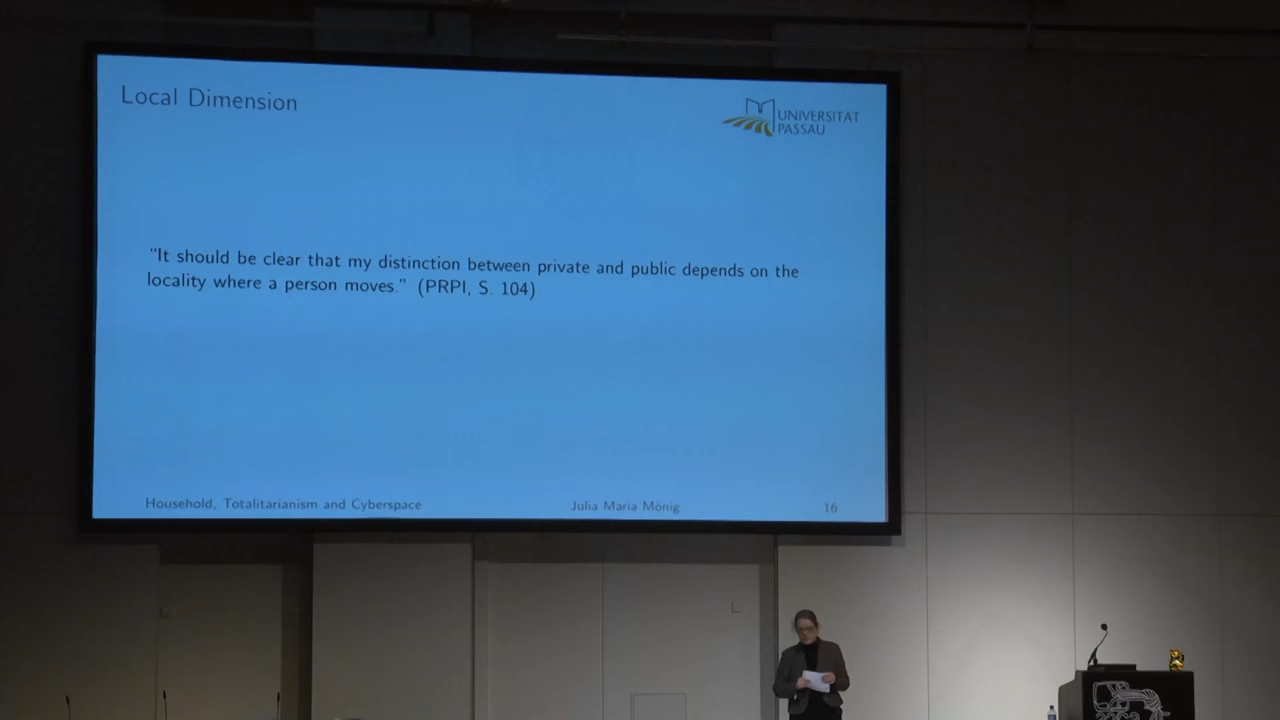 Local Dimension
UNIVERSITÄT
PASSAU
“It should be clear that my distinction between private and public depends on the
locality where a person moves.” (PRPI, S. 104)
Household, Totalitarianism and Cyberspace
Julia Maria Mönig
16